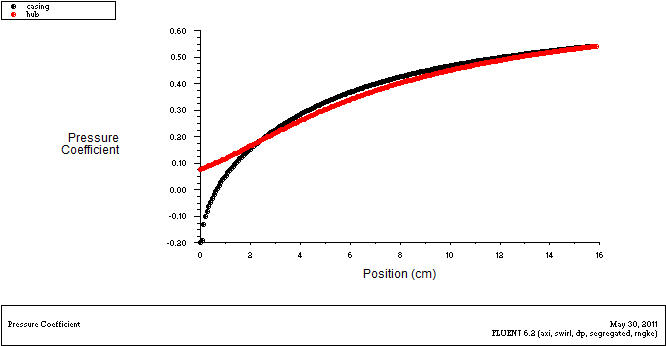 casing
hub
0.60
0.50
0.40
0.30
0.20
0.10
0.00
-0.10
-0.20
Pressure
Coefficient
0 2 4 6 8 10 12 14 16
Position (cm)
Pressure Coefficient
May 30, 2011
FLUENT 6.2 (axi, swirl, dp, segregated, rngke)